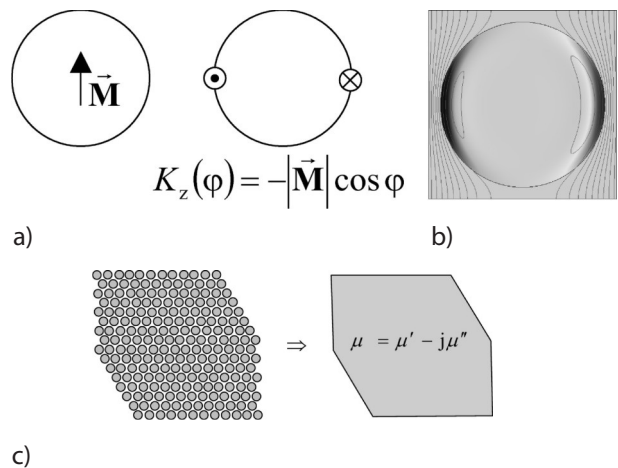 M⃗
K_z(φ) = −|M⃗| cos φ
a)
b)
⇒ μ = μ′ − jμ″
c)